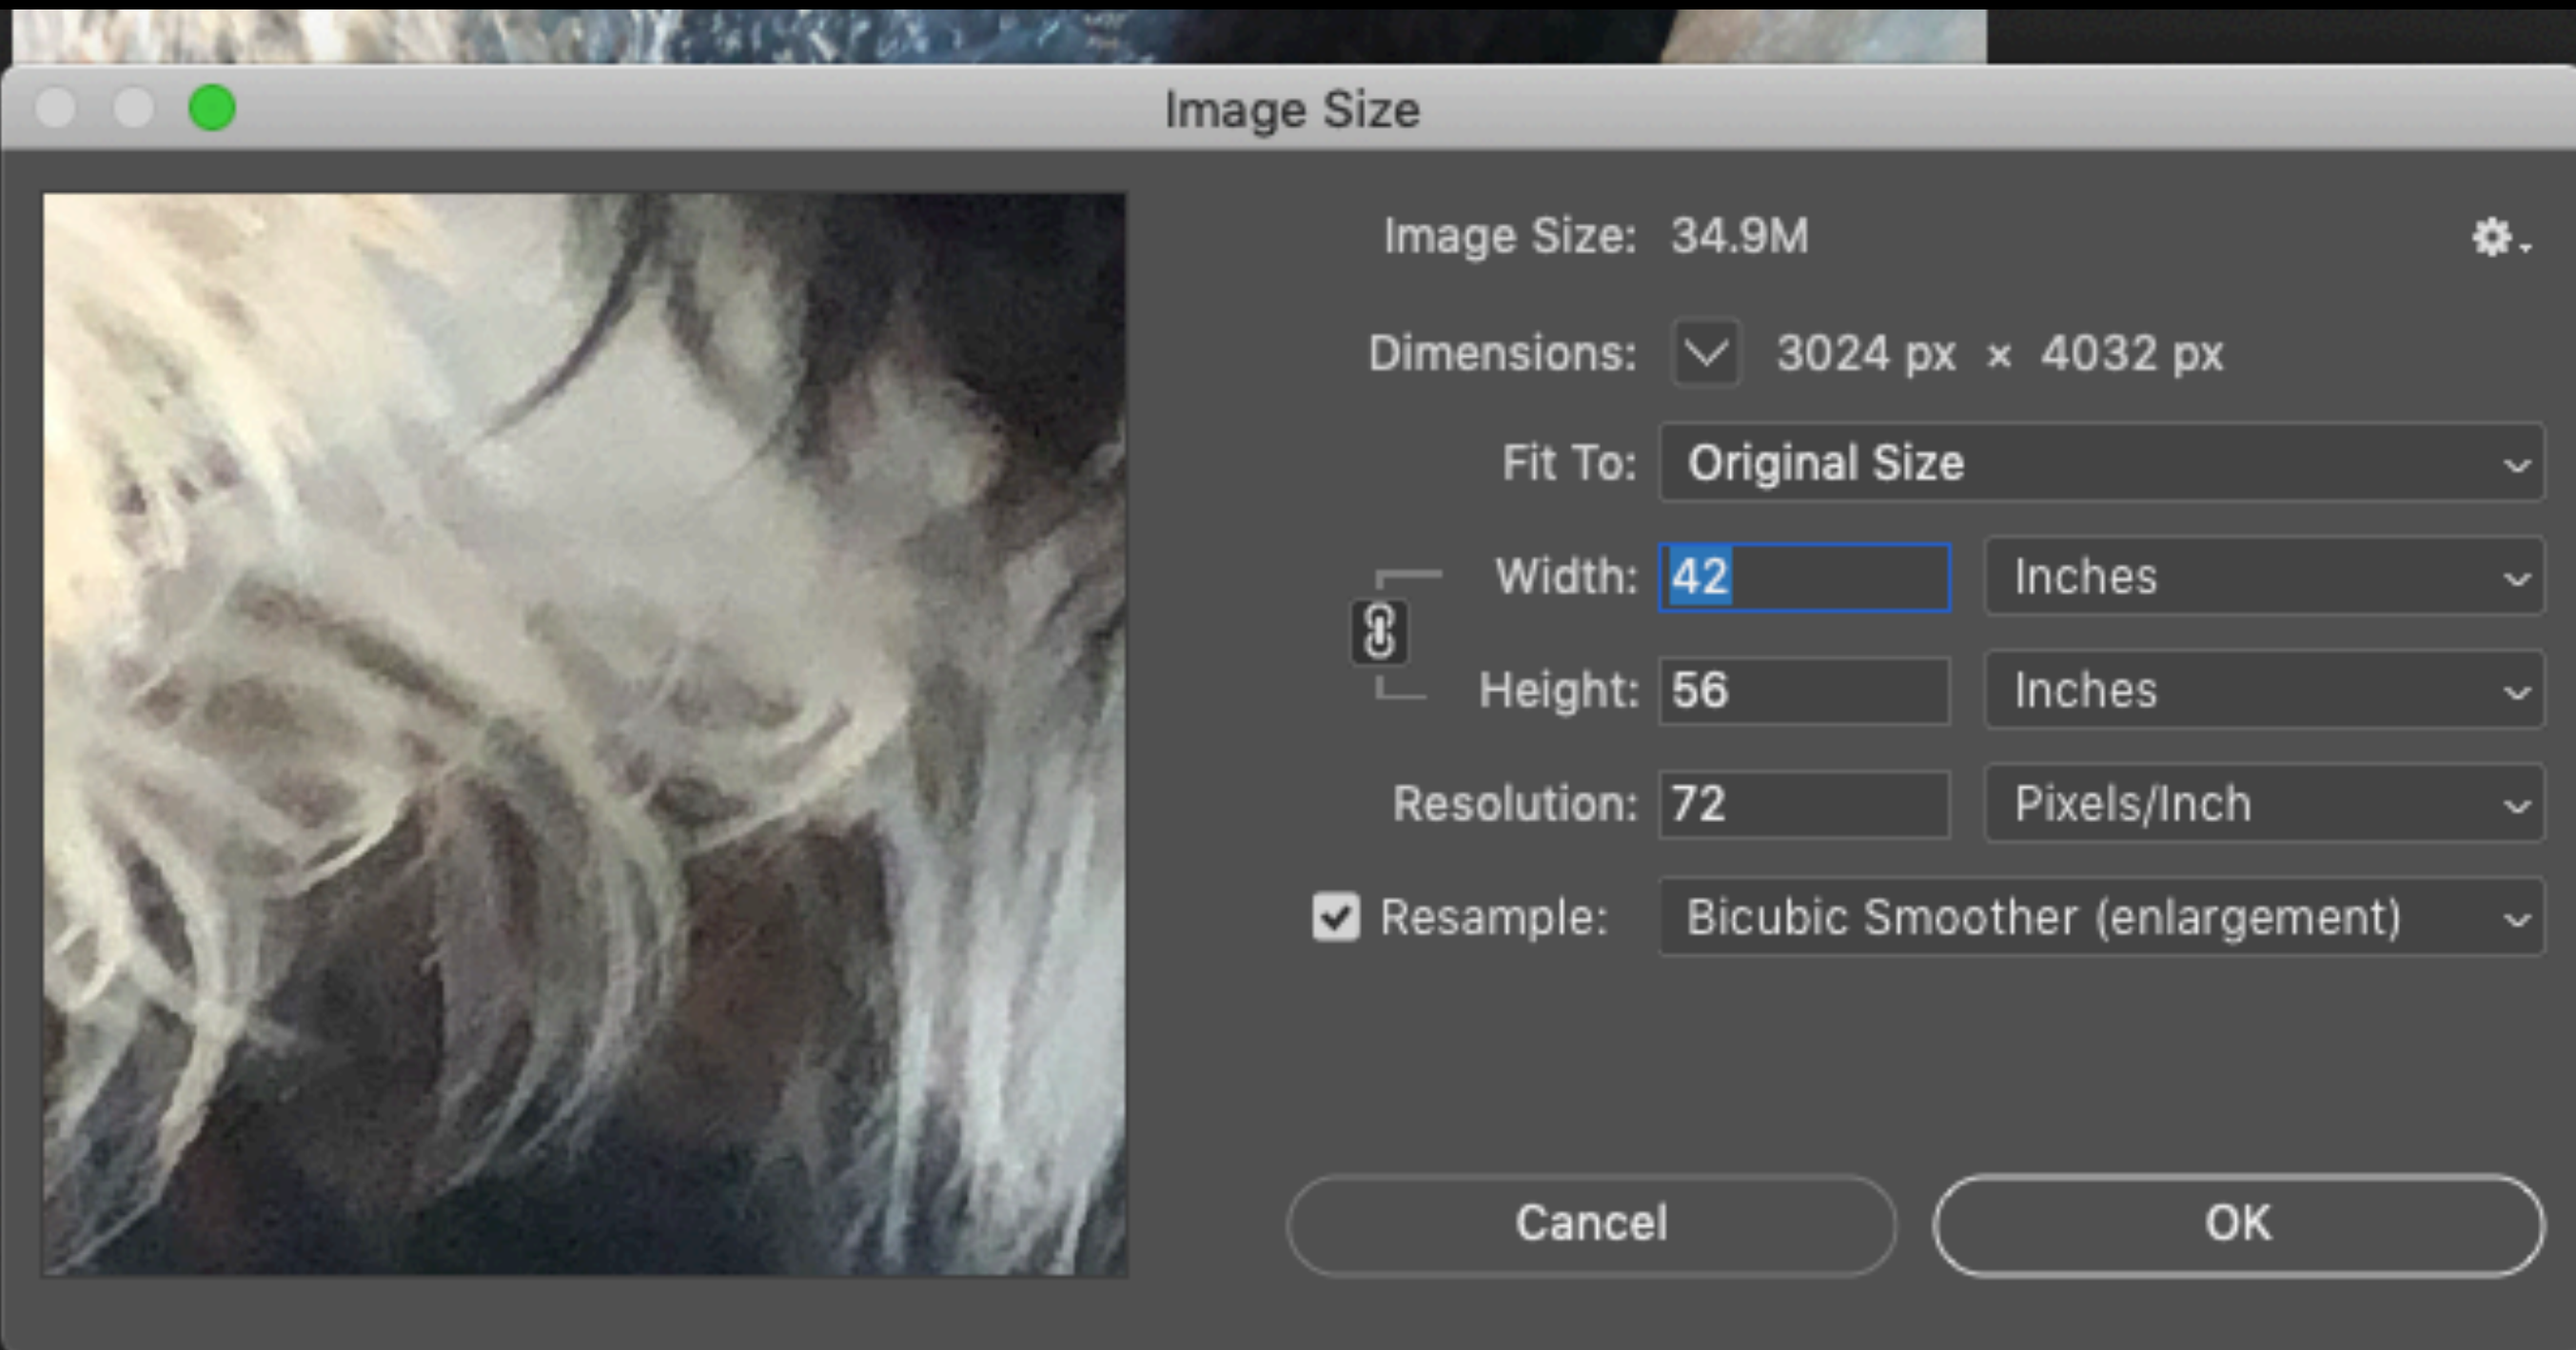 Image Size
Image Size: 34.9M
Dimensions: 3024 px × 4032 px
Fit To: Original Size
Width: 42 Inches
Height: 56 Inches
Resolution: 72 Pixels/Inch
Resample: Bicubic Smoother (enlargement)
Cancel OK